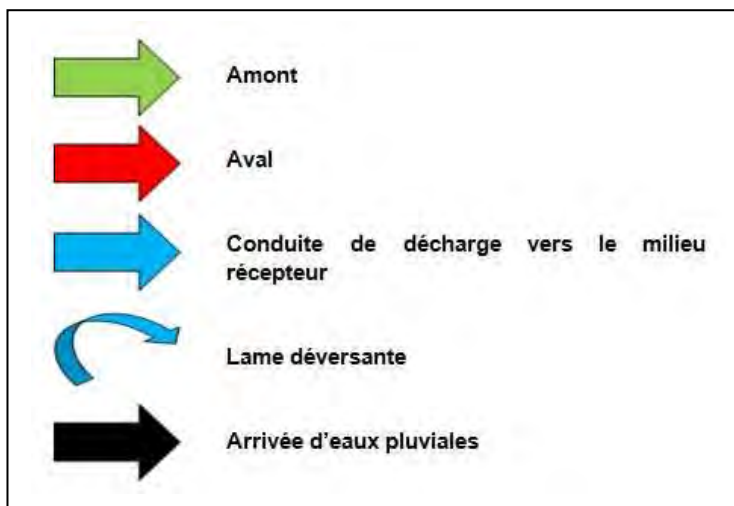 Amont
Aval
Conduite de décharge vers le milieu
récepteur
Lame déversante
Arrivée d'eaux pluviales